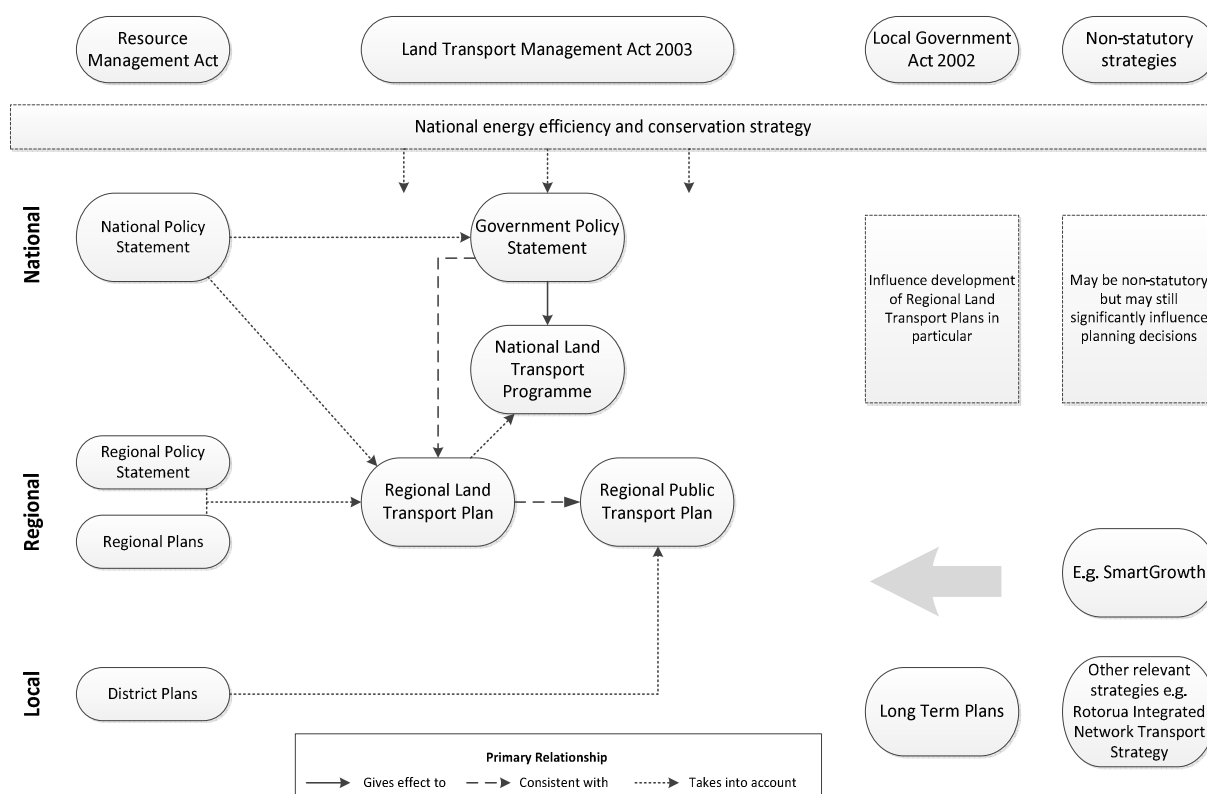 Resource
Management Act
Land Transport Management Act 2003
Local Government
Act 2002
Non-statutory
strategies
National energy efficiency and conservation strategy
National
National Policy
Statement
Government Policy
Statement
Influence development
of Regional Land
Transport Plans in
particular
May be non-statutory
but may still
significantly influence
planning decisions
National Land
Transport
Programme
Regional
Regional Policy
Statement
Regional Plans
Regional Land
Transport Plan
Regional Public
Transport Plan
E.g. SmartGrowth
Local
District Plans
Long Term Plans
Other relevant
strategies e.g.
Rotorua Integrated
Network Transport
Strategy
Primary Relationship
Gives effect to
Consistent with
Takes into account